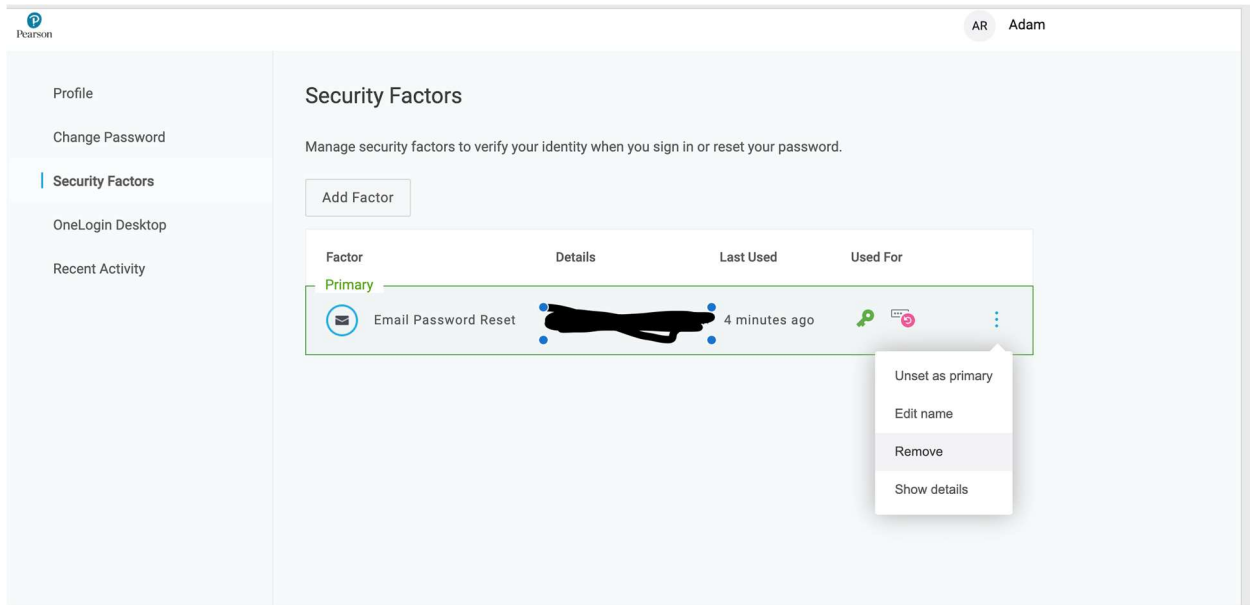 Pearson
AR Adam
Profile
Change Password
Security Factors
OneLogin Desktop
Recent Activity
Security Factors
Manage security factors to verify your identity when you sign in or reset your password.
Add Factor
Factor Details Last Used Used For
Primary
Email Password Reset 4 minutes ago
Unset as primary
Edit name
Remove
Show details